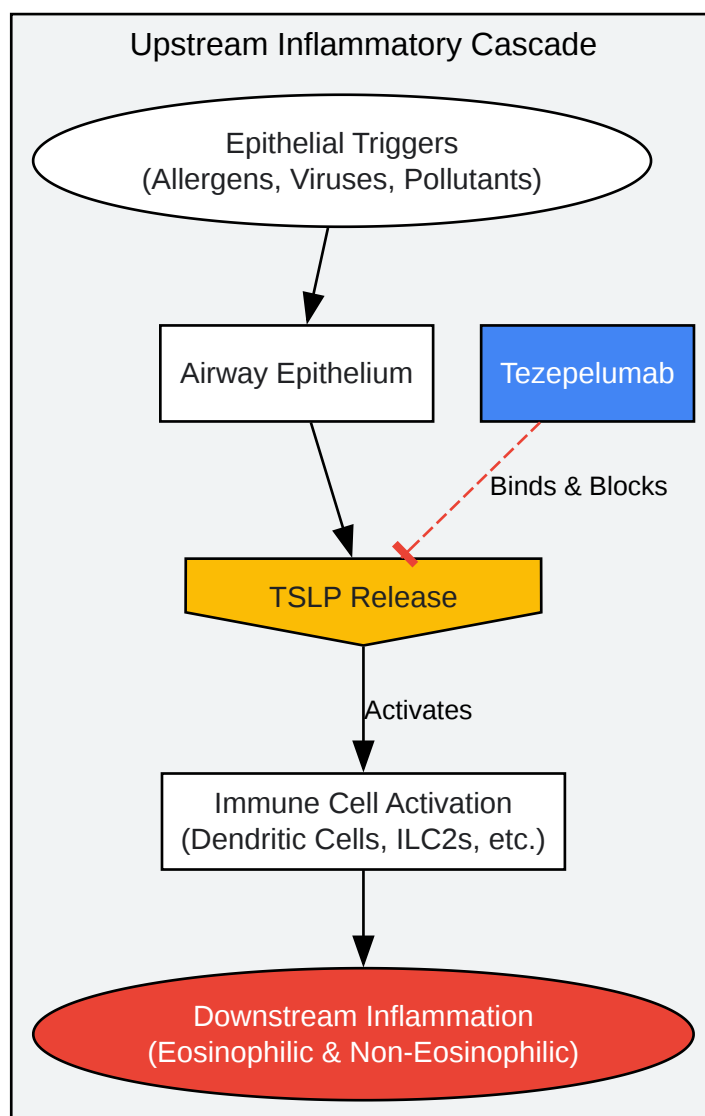 Upstream Inflammatory Cascade
Epithelial Triggers
(Allergens, Viruses, Pollutants)
Airway Epithelium
Tezepelumab
Binds & Blocks
TSLP Release
Activates
Immune Cell Activation
(Dendritic Cells, ILC2s, etc.)
Downstream Inflammation
(Eosinophilic & Non-Eosinophilic)